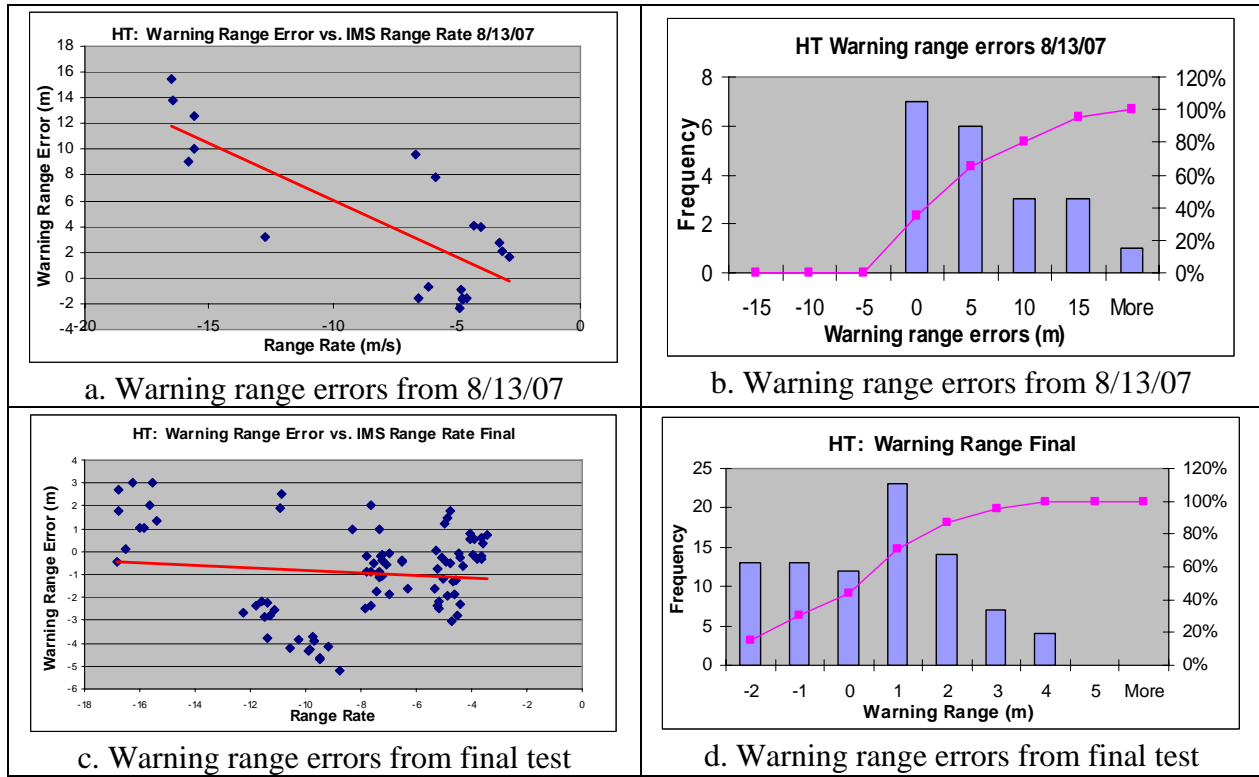 HT: Warning Range Error vs. IMS Range Rate 8/13/07
Warning Range Error (m)
18
16
14
12
10
8
6
4
2
0
-2
-4
-20
-15
-10
-5
0
Range Rate (m/s)
a. Warning range errors from 8/13/07
HT Warning range errors 8/13/07
Frequency
8
6
4
2
0
120%
100%
80%
60%
40%
20%
0%
-15 -10 -5 0 5 10 15 More
Warning range errors (m)
b. Warning range errors from 8/13/07
HT: Warning Range Error vs. IMS Range Rate Final
Warning Range Error (m)
4
3
2
1
0
-1
-2
-3
-4
-5
-6
-18 -16 -14 -12 -10 -8 -6 -4 -2 0
Range Rate
c. Warning range errors from final test
HT: Warning Range Final
Frequency
25
20
15
10
5
0
120%
100%
80%
60%
40%
20%
0%
-2 -1 0 1 2 3 4 5 More
Warning Range (m)
d. Warning range errors from final test